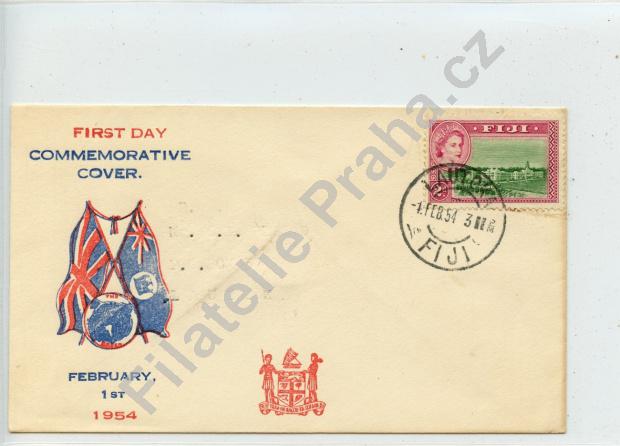 FIRST DAY
COMMEMORATIVE
COVER.
FIJI
-1.FEB.54
FIJI
FEBRUARY,
1ST
1954
Filatelie Praha.cz